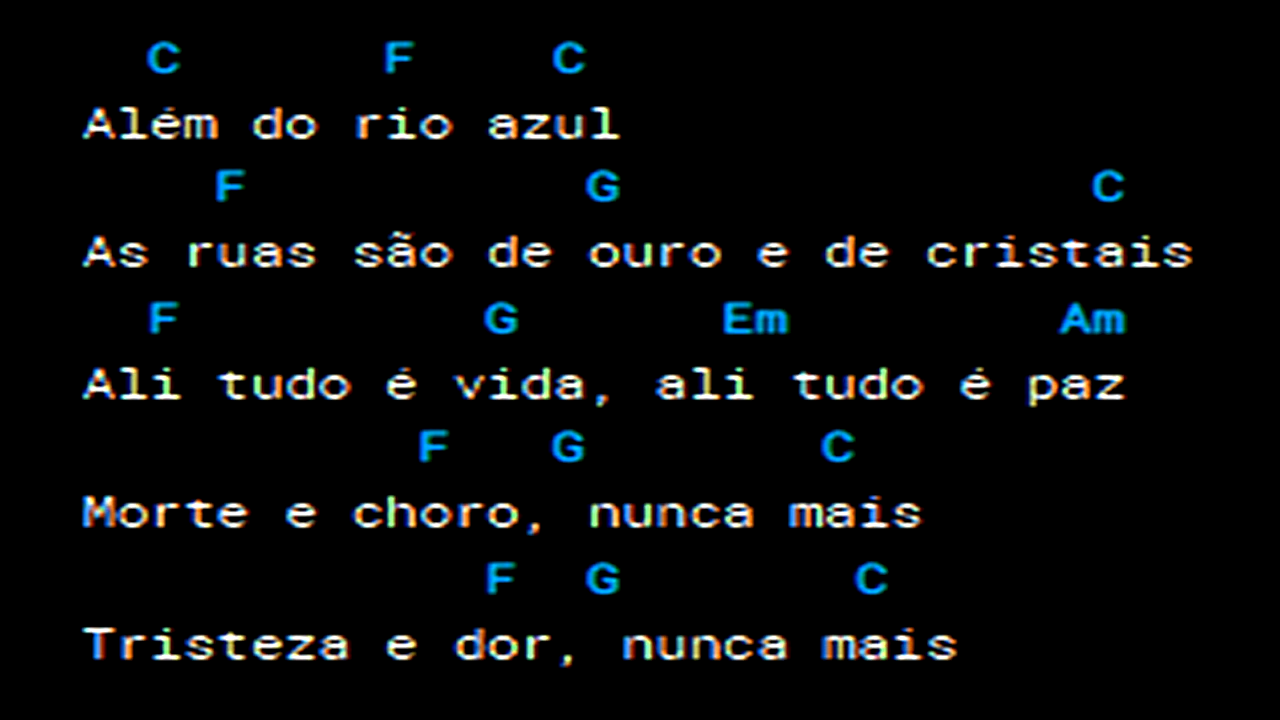 C F C
Além do rio azul
F G C
As ruas são de ouro e de cristais
F G Em Am
Ali tudo é vida, ali tudo é paz
F G C
Morte e choro, nunca mais
F G C
Tristeza e dor, nunca mais